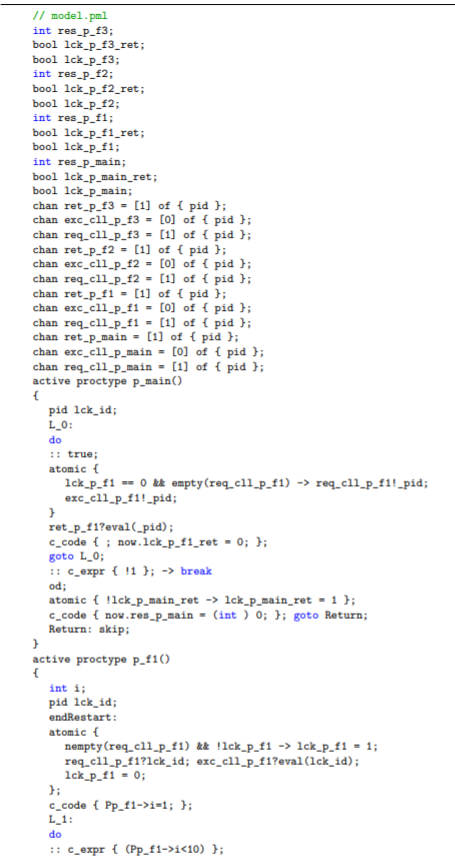 // model.pml
int res_p_f3;
bool lck_p_f3_ret;
bool lck_p_f3;
int res_p_f2;
bool lck_p_f2_ret;
bool lck_p_f2;
int res_p_f1;
bool lck_p_f1_ret;
bool lck_p_f1;
int res_p_main;
bool lck_p_main_ret;
bool lck_p_main;
chan ret_p_f3 = [1] of { pid };
chan exc_cll_p_f3 = [0] of { pid };
chan req_cll_p_f3 = [1] of { pid };
chan ret_p_f2 = [1] of { pid };
chan exc_cll_p_f2 = [0] of { pid };
chan req_cll_p_f2 = [1] of { pid };
chan ret_p_f1 = [1] of { pid };
chan exc_cll_p_f1 = [0] of { pid };
chan req_cll_p_f1 = [1] of { pid };
chan ret_p_main = [1] of { pid };
chan exc_cll_p_main = [0] of { pid };
chan req_cll_p_main = [1] of { pid };
active proctype p_main()
{
pid lck_id;
L_0:
do
:: true;
atomic {
lck_p_f1 == 0 && empty(req_cll_p_f1) -> req_cll_p_f1!_pid;
exc_cll_p_f1!_pid;
}
ret_p_f1?eval(_pid);
c_code { ; now.lck_p_f1_ret = 0; };
goto L_0;
:: c_expr { !1 }; -> break
od;
atomic { !lck_p_main_ret -> lck_p_main_ret = 1 };
c_code { now.res_p_main = (int ) 0; }; goto Return;
Return: skip;
}
active proctype p_f1()
{
int i;
pid lck_id;
endRestart:
atomic {
nempty(req_cll_p_f1) && !lck_p_f1 -> lck_p_f1 = 1;
req_cll_p_f1?lck_id; exc_cll_p_f1?eval(lck_id);
lck_p_f1 = 0;
};
c_code { Pp_f1->i=1; };
L_1:
do
:: c_expr { (Pp_f1->i<10) };